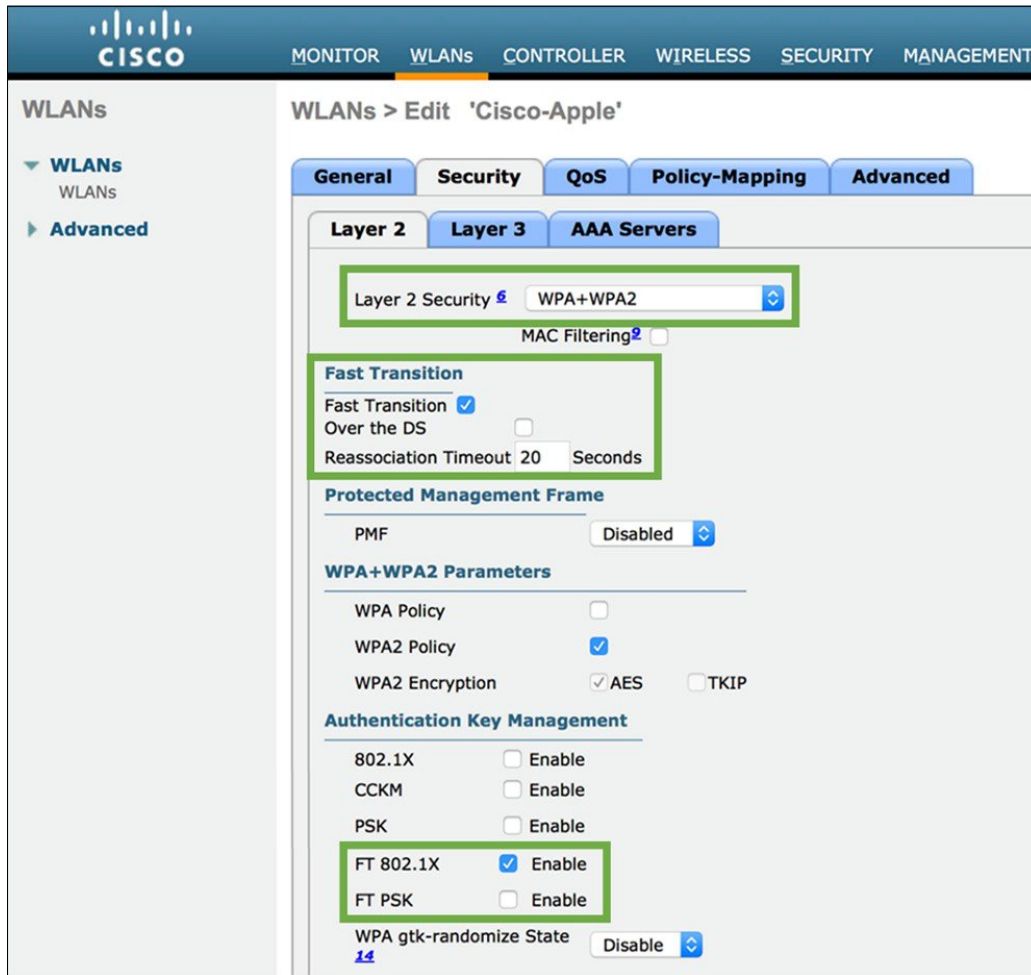 CISCO
MONITOR WLANs CONTROLLER WIRELESS SECURITY MANAGEMENT
WLANs
WLANs > Edit 'Cisco-Apple'
WLANs
WLANs
Advanced
General Security QoS Policy-Mapping Advanced
Layer 2 Layer 3 AAA Servers
Layer 2 Security 6 WPA+WPA2
MAC Filtering9
Fast Transition
Fast Transition
Over the DS
Reassociation Timeout 20 Seconds
Protected Management Frame
PMF Disabled
WPA+WPA2 Parameters
WPA Policy
WPA2 Policy
WPA2 Encryption AES TKIP
Authentication Key Management
802.1X Enable
CCKM Enable
PSK Enable
FT 802.1X Enable
FT PSK Enable
WPA gtk-randomize State Disable
14